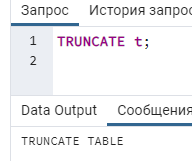 Запрос История запрос
1 TRUNCATE t;
2
Data Output Сообщения
TRUNCATE TABLE